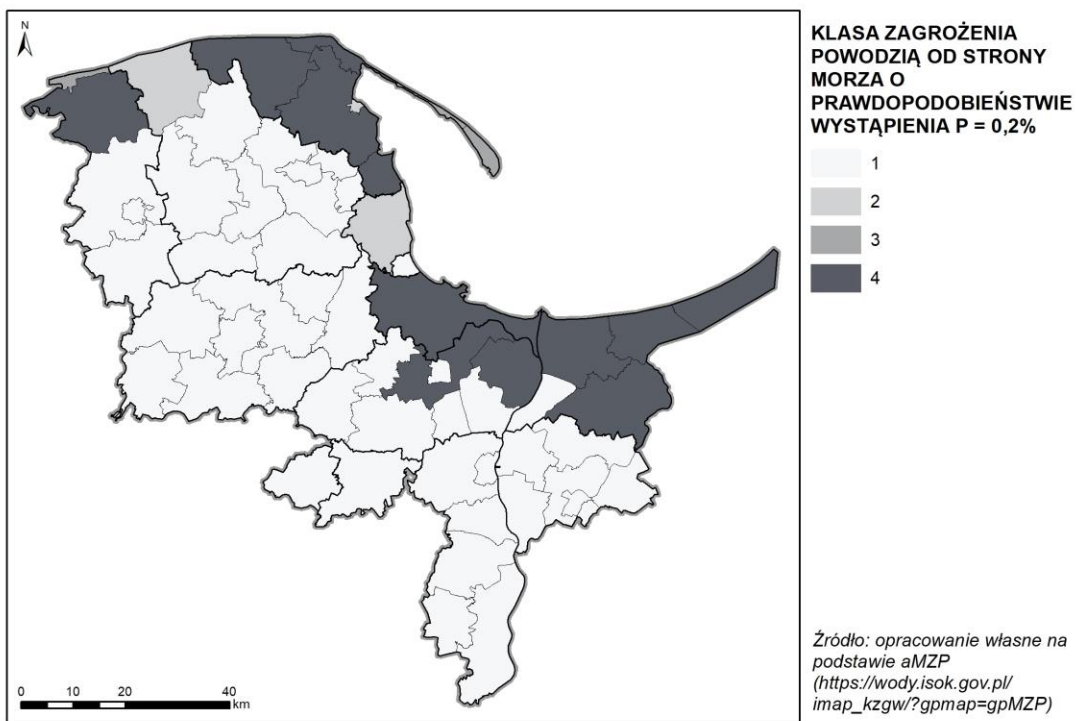 N
KLASA ZAGROŻENIA
POWODZIĄ OD STRONY
MORZA O
PRAWDOPODOBIEŃSTWIE
WYSTĄPIENIA P = 0,2%
1
2
3
4
Źródło: opracowanie własne na
podstawie aMZP
(https://wody.isok.gov.pl/
imap_kzgw/?gpmap=gpMZP)
0 10 20 40
km